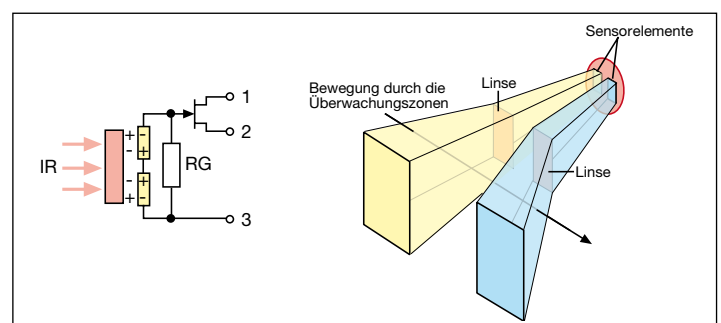 IR
+
-
-
+
+
+
-
+
-
RG
1
2
3
Bewegung durch die
Überwachungszonen
Linse
Sensorelemente
Linse